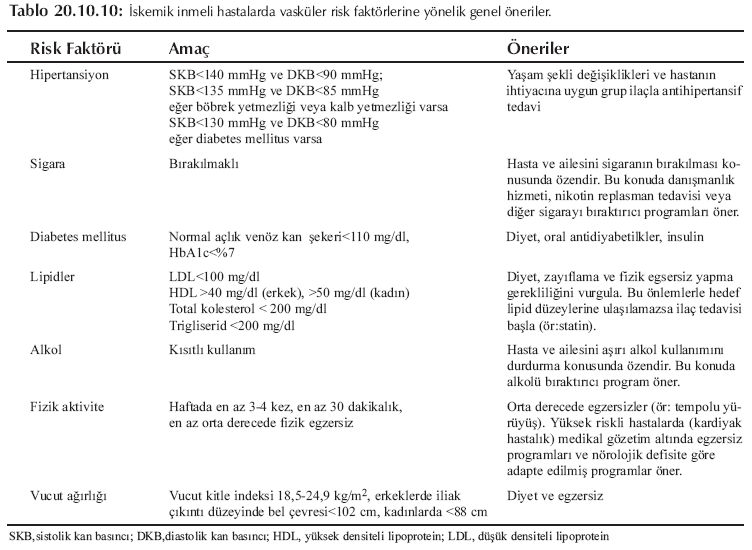 Tablo 20.10.10: İskemik inmeli hastalarda vasküler risk faktörlerine yönelik genel öneriler.
Risk Faktörü Amaç Öneriler
Hipertansiyon SKB<140 mmHg ve DKB<90 mmHg; Yaşam şekli değişiklikleri ve hastanın
SKB<135 mmHg ve DKB<85 mmHg ihtiyacına uygun grup ilaçla antihipertansif
eğer böbrek yetmezliği veya kalb yetmezliği varsa tedavi
SKB<130 mmHg ve DKB<80 mmHg
eğer diabetes mellitus varsa
Sigara Bırakılmaklı Hasta ve ailesini sigaranın bırakılması ko-
nusunda özendir. Bu konuda danışmanlık
hizmeti, nikotin replasman tedavisi veya
diğer sigarayı bıraktırıcı programları öner.
Diabetes mellitus Normal açlık venöz kan şekeri<110 mg/dl, Diyet, oral antidiyabetilkler, insulin
HbA1c<%7
Lipidler LDL<100 mg/dl Diyet, zayıflama ve fizik egsersiz yapma
HDL >40 mg/dl (erkek), >50 mg/dl (kadın) gerekliliğini vurgula. Bu önlemlerle hedef
Total kolesterol < 200 mg/dl lipid düzeylerine ulaşılamazsa ilaç tedavisi
Trigliserid <200 mg/dl başla (ör:statin).
Alkol Kısıtlı kullanım Hasta ve ailesini aşırı alkol kullanımını
durdurma konusunda özendir. Bu konuda
alkolü bıraktırıcı program öner.
Fizik aktivite Haftada en az 3-4 kez, en az 30 dakikalık, Orta derecede egzersizler (ör: tempolu yü-
en az orta derecede fizik egzersiz rüyüş). Yüksek riskli hastalarda (kardiyak
hastalık) medikal gözetim altında egzersiz
programları ve nörolojik defisite göre
adapte edilmiş programlar öner.
Vucut ağırlığı Vucut kitle indeksi 18,5-24,9 kg/m², erkeklerde iliak Diyet ve egzersiz
çıkıntı düzeyinde bel çevresi<102 cm, kadınlarda <88 cm
SKB,sistolik kan basıncı; DKB,diastolik kan basıncı; HDL, yüksek densiteli lipoprotein; LDL, düşük densiteli lipoprotein